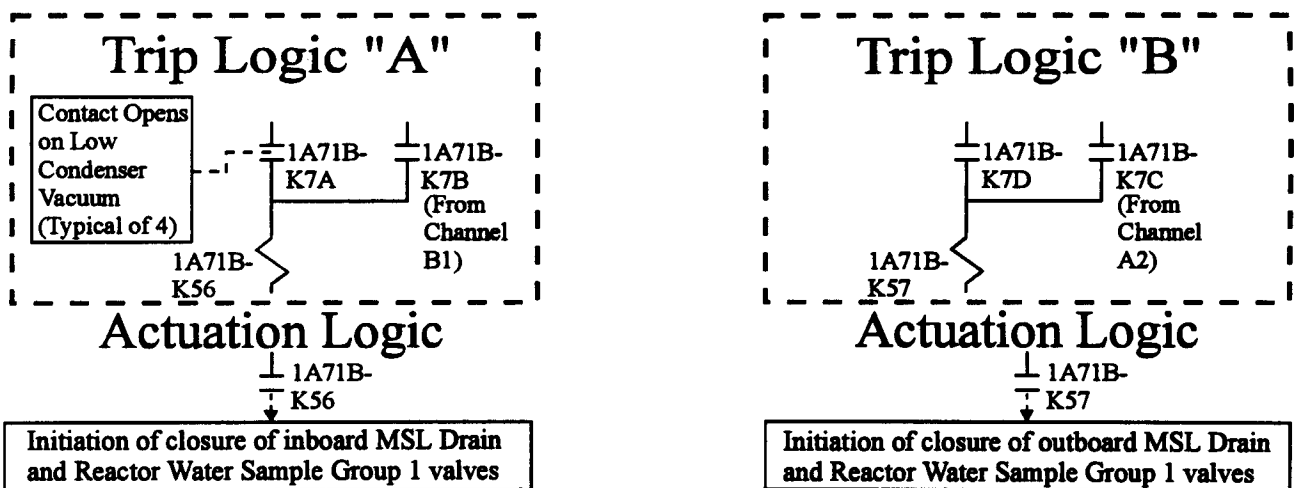 Trip Logic "A"
Contact Opens
on Low
Condenser
Vacuum
(Typical of 4)
1A71B-
K7A
1A71B-
K7B
(From
Channel
B1)
1A71B-
K56
Actuation Logic
1A71B-
K56
Initiation of closure of inboard MSL Drain
and Reactor Water Sample Group 1 valves
Trip Logic "B"
1A71B-
K7D
1A71B-
K7C
(From
Channel
A2)
1A71B-
K57
Actuation Logic
1A71B-
K57
Initiation of closure of outboard MSL Drain
and Reactor Water Sample Group 1 valves